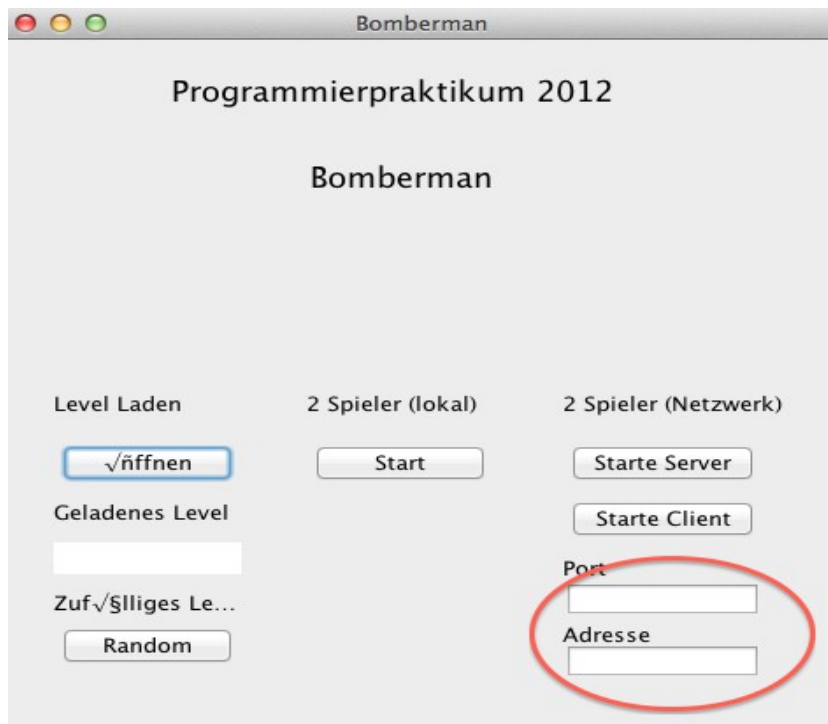 Bomberman
Programmierpraktikum 2012
Bomberman
Level Laden
2 Spieler (lokal)
2 Spieler (Netzwerk)
√ñffnen
Start
Starte Server
Geladenes Level
Starte Client
Port
Zuf√§lliges Le...
Adresse
Random